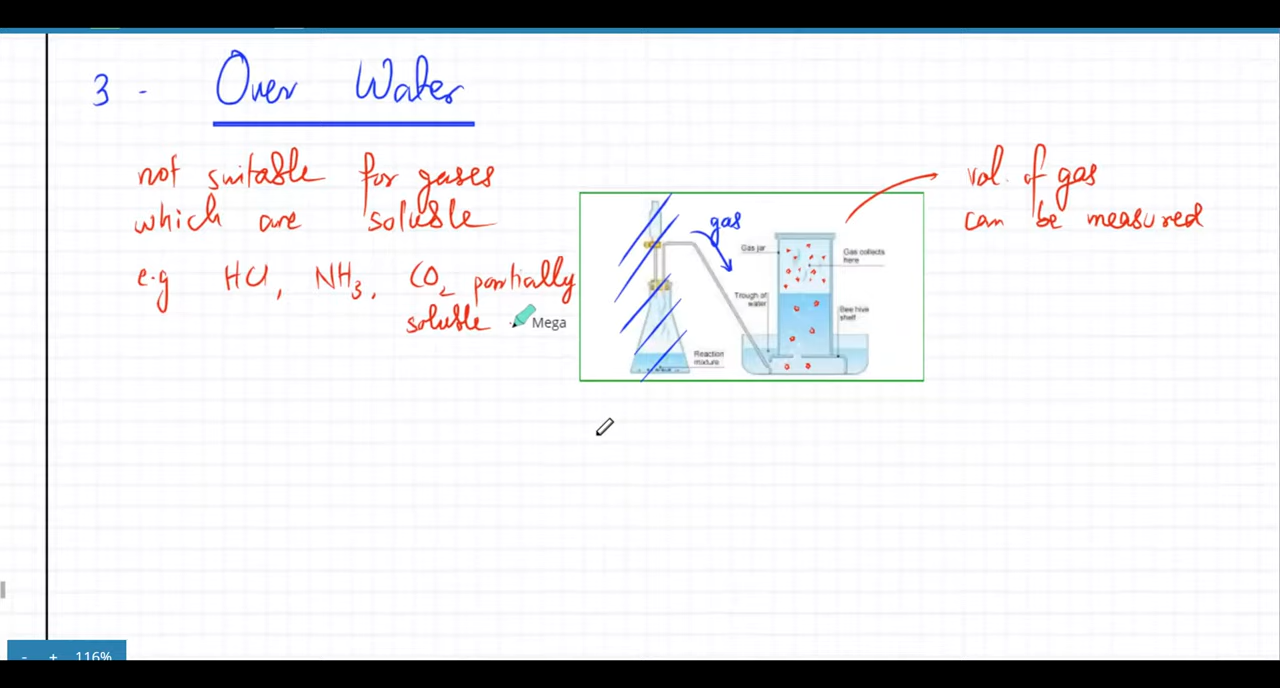 3 - Over Water
not suitable for gases
which are soluble
e.g HCl, NH₃, CO₂ partially
soluble
Mega
gas
Gas jar
Gas collects
here
Trough of
water
Bee hive
shelf
Reaction
mixture
vol. of gas
can be measured
- + 116%